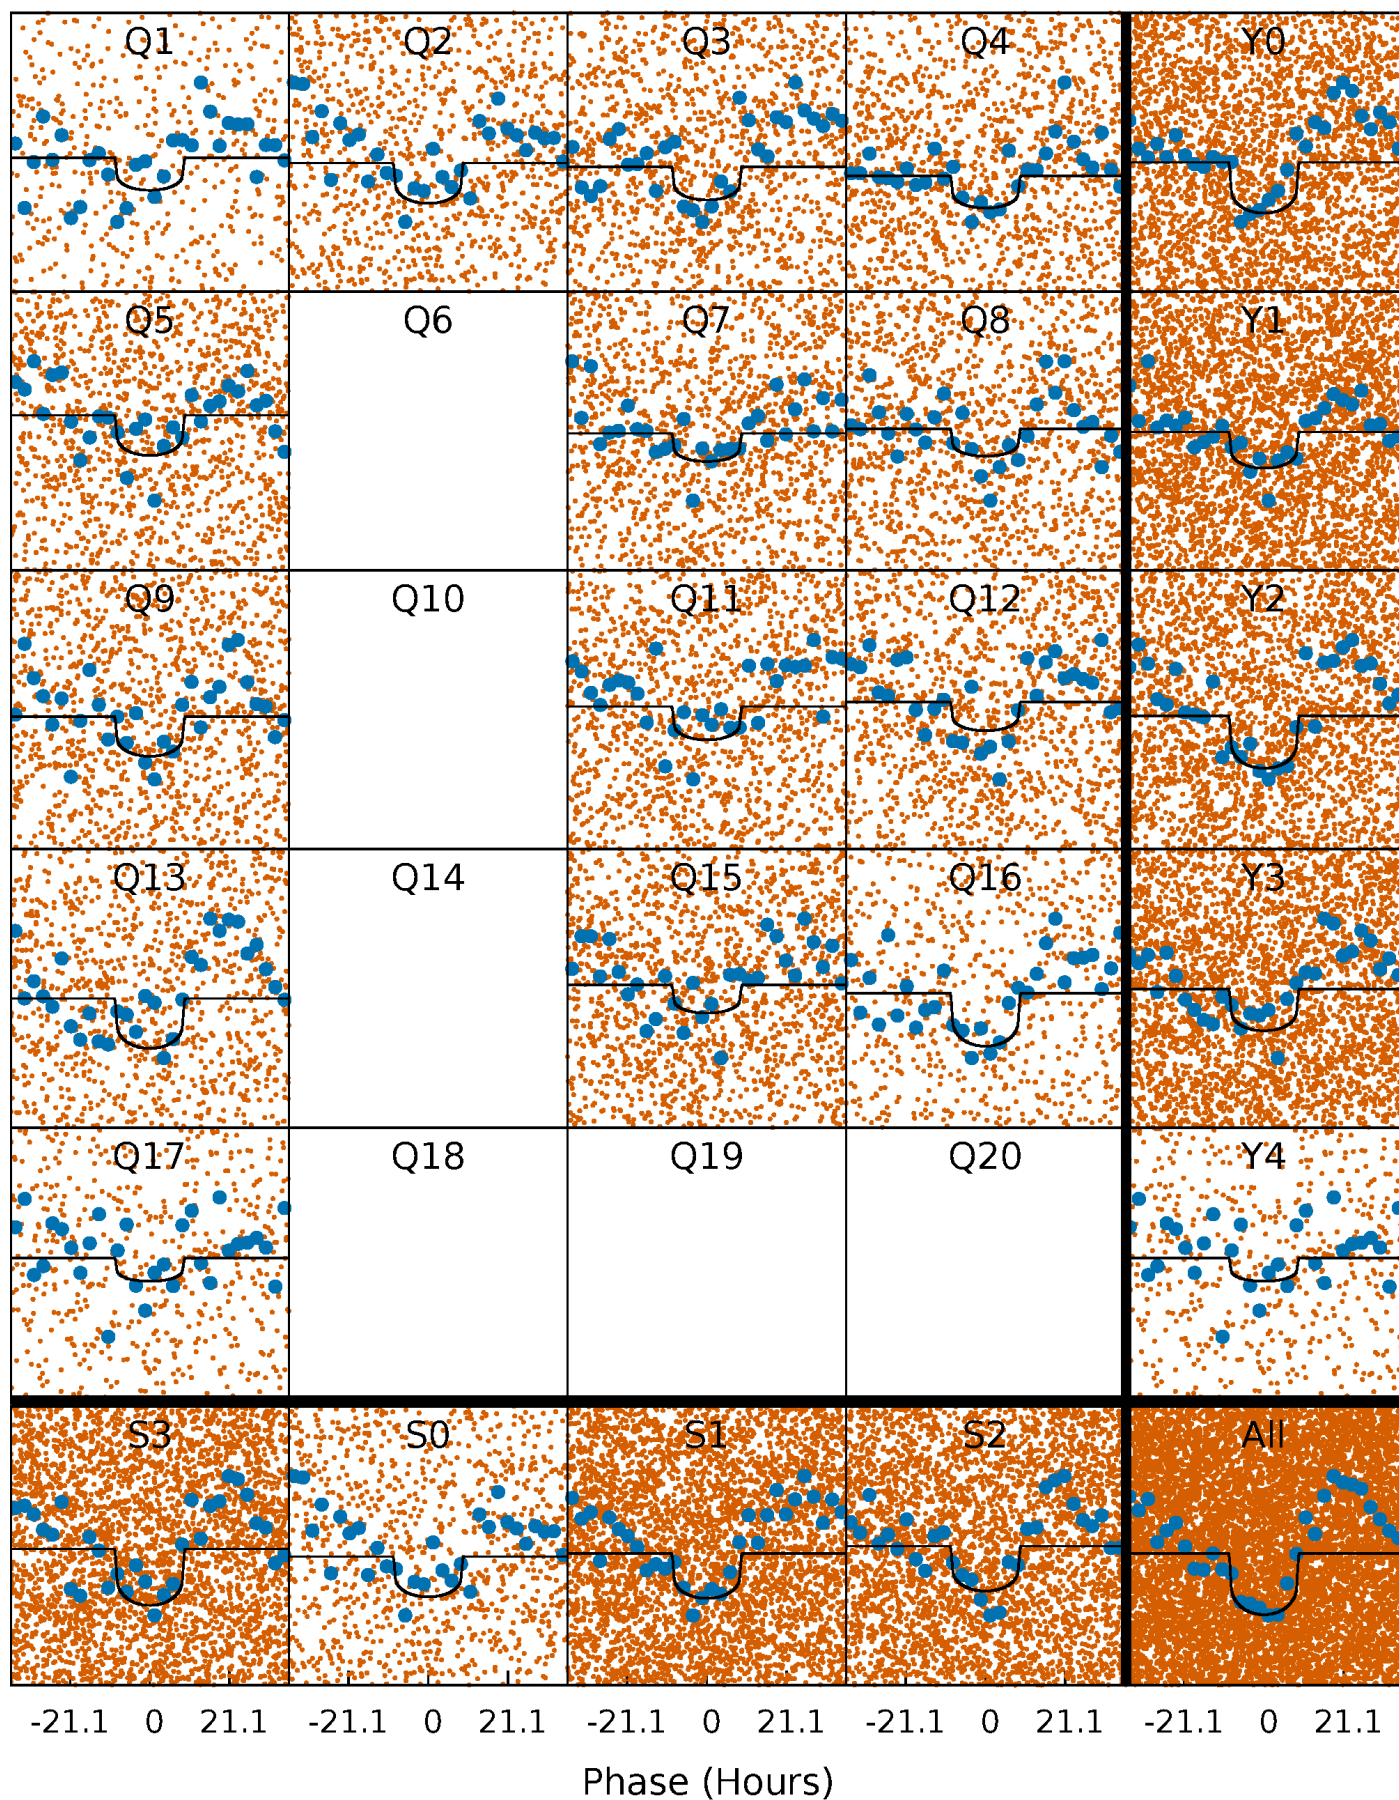 Q1 Q2 Q3 Q4 Y0
Q5 Q6 Q7 Q8 Y1
Q9 Q10 Q11 Q12 Y2
Q13 Q14 Q15 Q16 Y3
Q17 Q18 Q19 Q20 Y4
S3 S0 S1 S2 All
-21.1 0 21.1 -21.1 0 21.1 -21.1 0 21.1 -21.1 0 21.1 -21.1 0 21.1
Phase (Hours)